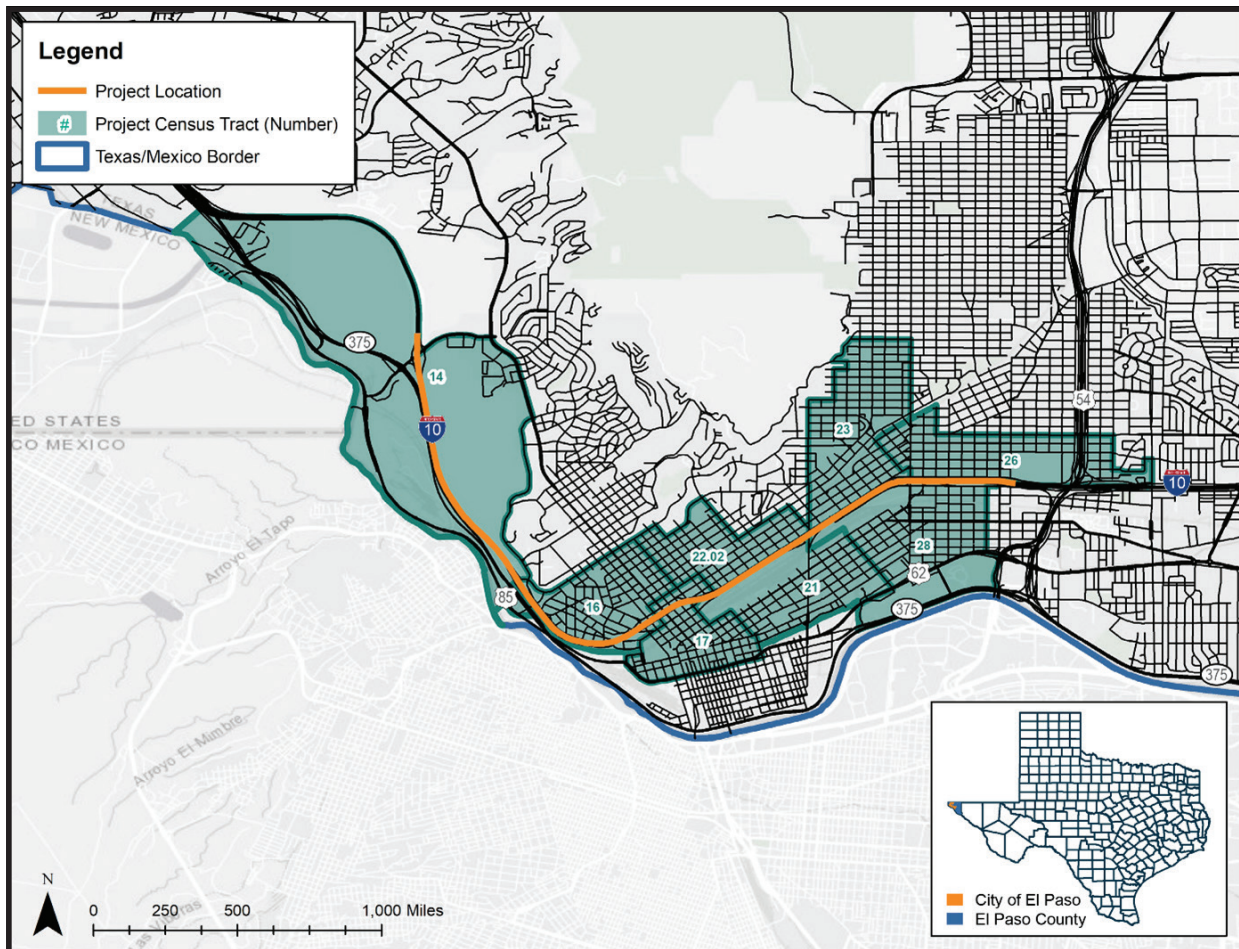 Legend
Project Location
# Project Census Tract (Number)
Texas/Mexico Border
TEXAS
NEW MEXICO
375
14
10
ED STATES
CO MEXICO
54
23
26
10
22.02
28
62
21
Arroyo El Tapo
85
16
17
375
375
Arroyo El Mimbre
Las Víboras
N
0 250 500 1,000 Miles
City of El Paso
El Paso County